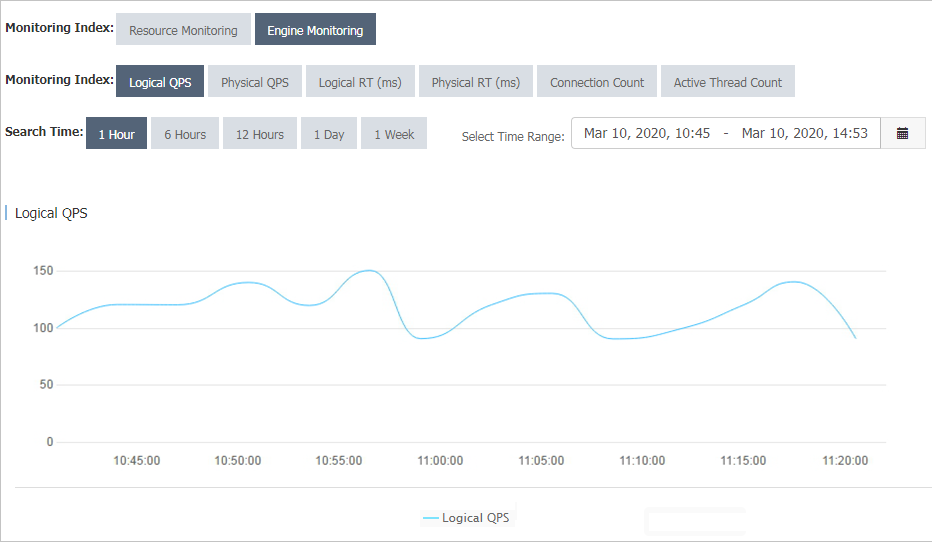 Monitoring Index: Resource Monitoring Engine Monitoring
Monitoring Index: Logical QPS Physical QPS Logical RT (ms) Physical RT (ms) Connection Count Active Thread Count
Search Time: 1 Hour 6 Hours 12 Hours 1 Day 1 Week Select Time Range: Mar 10, 2020, 10:45 - Mar 10, 2020, 14:53
Logical QPS
150
100
50
0
10:45:00 10:50:00 10:55:00 11:00:00 11:05:00 11:10:00 11:15:00 11:20:00
Logical QPS